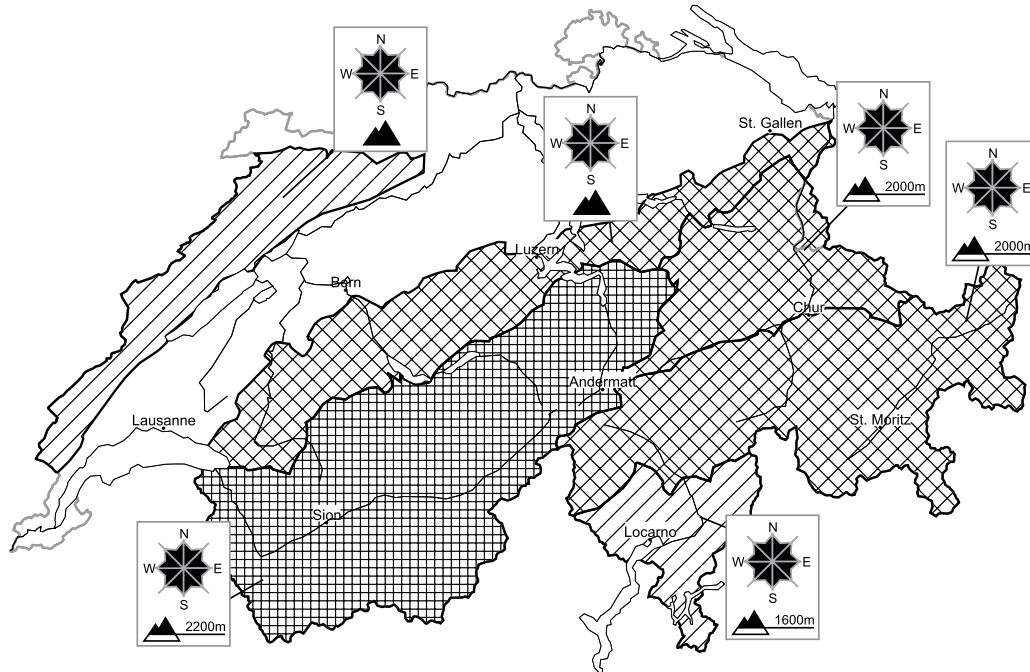 N
W E
S
N
W E
S
N
W E
S
2000m
N
W E
S
2000m
St. Gallen
Luzern
Bern
Chur
Andermatt
Lausanne
St. Moritz
Sion
Locarno
N
W E
S
2200m
N
W E
S
1600m